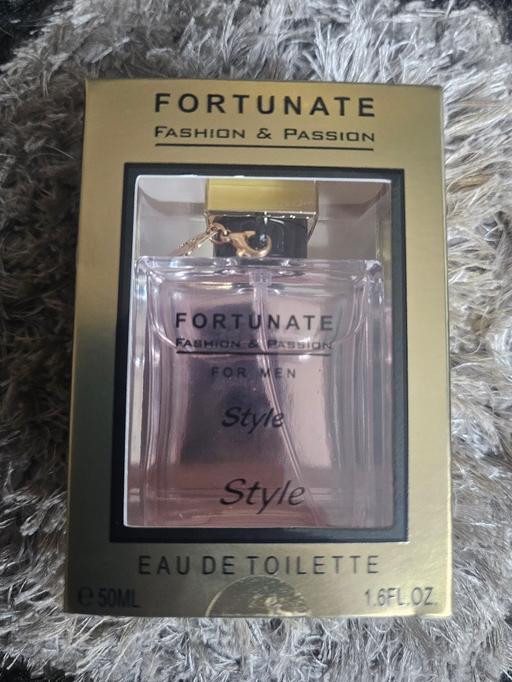 FORTUNATE
FASHION & PASSION
FORTUNATE
FASHION & PASSION
FOR MEN
Style
Style
EAU DE TOILETTE
℮ 50ML 1.6FL.OZ.